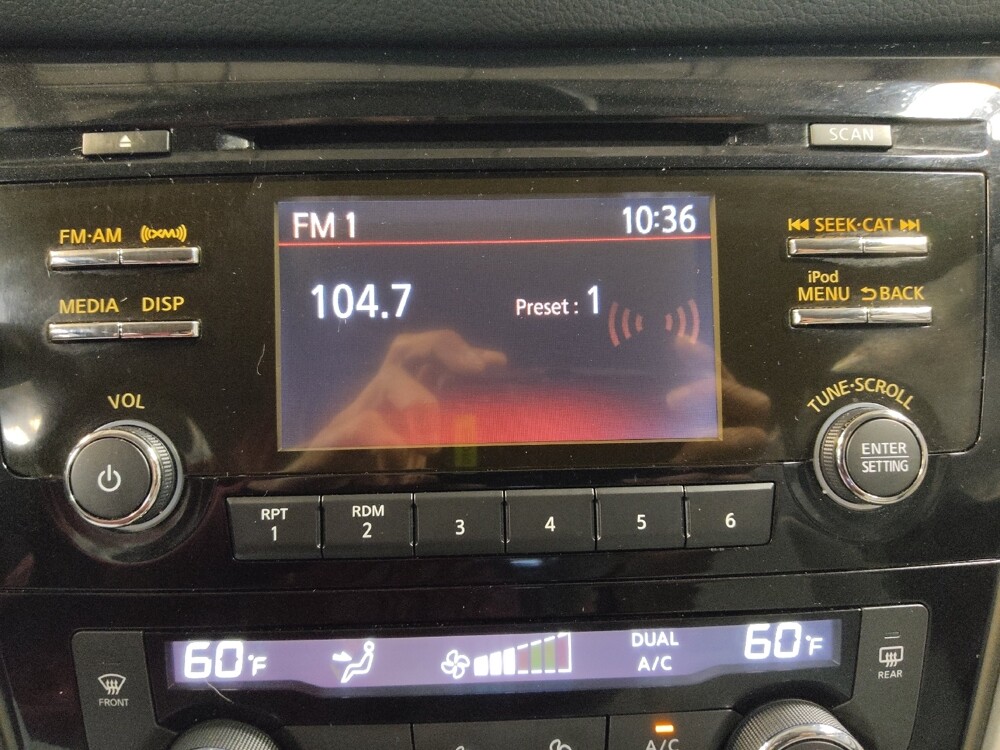 SCAN
FM·AM
XM
FM 1
10:36
SEEK·CAT
104.7
Preset : 1
MEDIA
DISP
iPod
MENU
BACK
VOL
TUNE·SCROLL
ENTER
SETTING
RPT
1
RDM
2
3
4
5
6
60°F
DUAL
A/C
60°F
FRONT
REAR
A/C